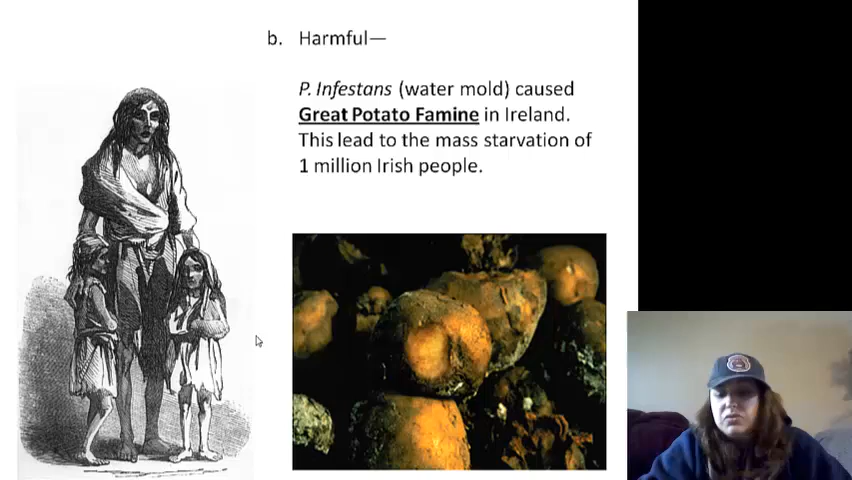 b. Harmful—
P. Infestans (water mold) caused
Great Potato Famine in Ireland.
This lead to the mass starvation of
1 million Irish people.